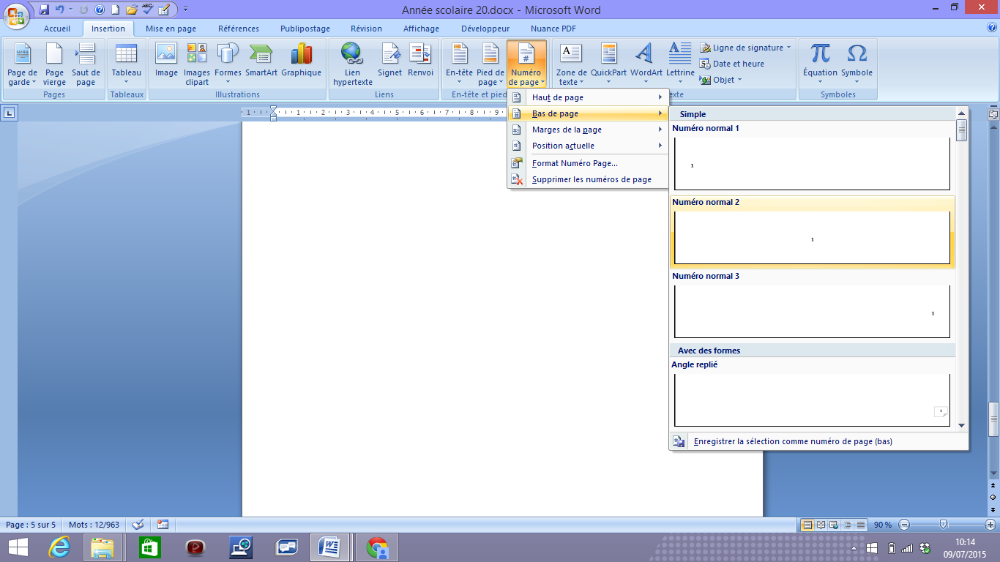 Année scolaire 20.docx - Microsoft Word
Accueil Insertion Mise en page Références Publipostage Révision Affichage Développeur Nuance PDF
Page de garde
Page vierge
Saut de page
Tableau
Image
Images clipart
Formes
SmartArt
Graphique
Lien hypertexte
Signet
Renvoi
En-tête
Pied de page
Numéro de page
Zone de texte
QuickPart
WordArt
Lettrine
Ligne de signature
Date et heure
Objet
Équation
Symbole
Pages
Tableaux
Illustrations
Liens
En-tête et pied
xte
Symboles
Haut de page
Bas de page
Marges de la page
Position actuelle
Format Numéro Page...
Supprimer les numéros de page
1 1 2 3 4 5 6 7 8 9
Simple
Numéro normal 1
1
Numéro normal 2
1
Numéro normal 3
1
Avec des formes
Angle replié
1
Enregistrer la sélection comme numéro de page (bas)
Page : 5 sur 5 Mots : 12/963 90 %
10:14
09/07/2015